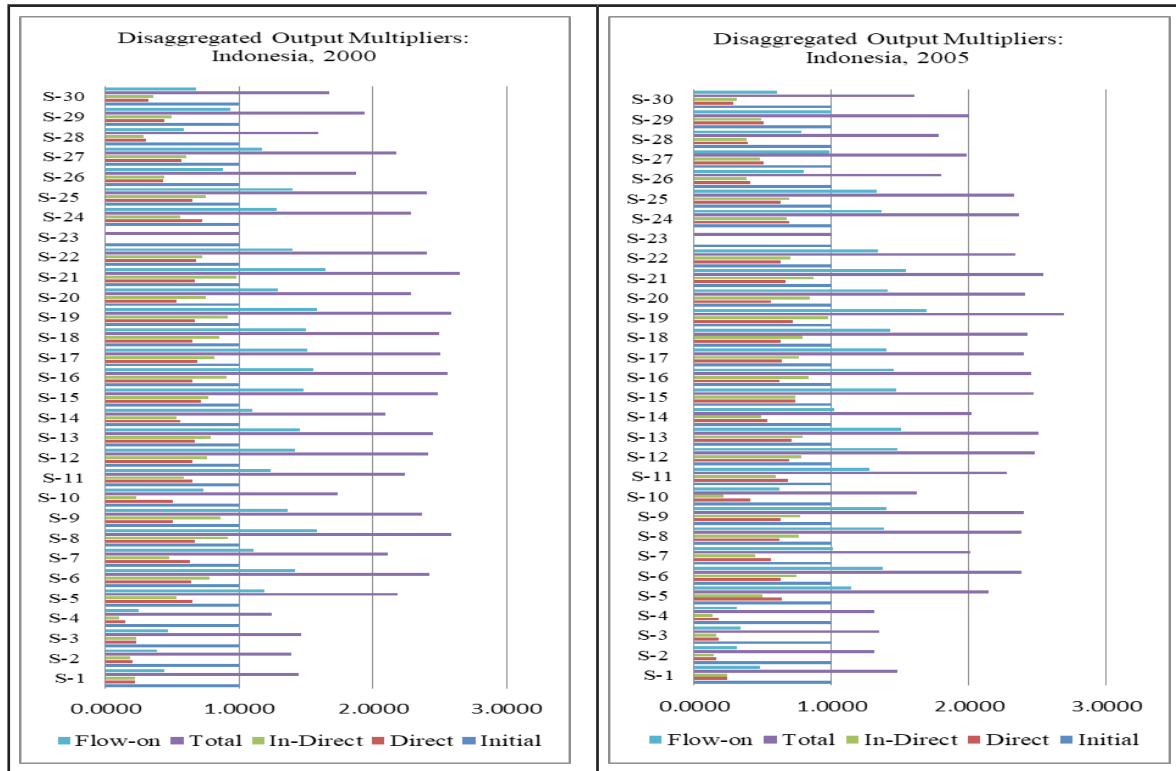 Disaggregated Output Multipliers:
Indonesia, 2000
S-30
S-29
S-28
S-27
S-26
S-25
S-24
S-23
S-22
S-21
S-20
S-19
S-18
S-17
S-16
S-15
S-14
S-13
S-12
S-11
S-10
S-9
S-8
S-7
S-6
S-5
S-4
S-3
S-2
S-1
0.0000 1.0000 2.0000 3.0000
Flow-on Total In-Direct Direct Initial
Disaggregated Output Multipliers:
Indonesia, 2005
S-30
S-29
S-28
S-27
S-26
S-25
S-24
S-23
S-22
S-21
S-20
S-19
S-18
S-17
S-16
S-15
S-14
S-13
S-12
S-11
S-10
S-9
S-8
S-7
S-6
S-5
S-4
S-3
S-2
S-1
0.0000 1.0000 2.0000 3.0000
Flow-on Total In-Direct Direct Initial